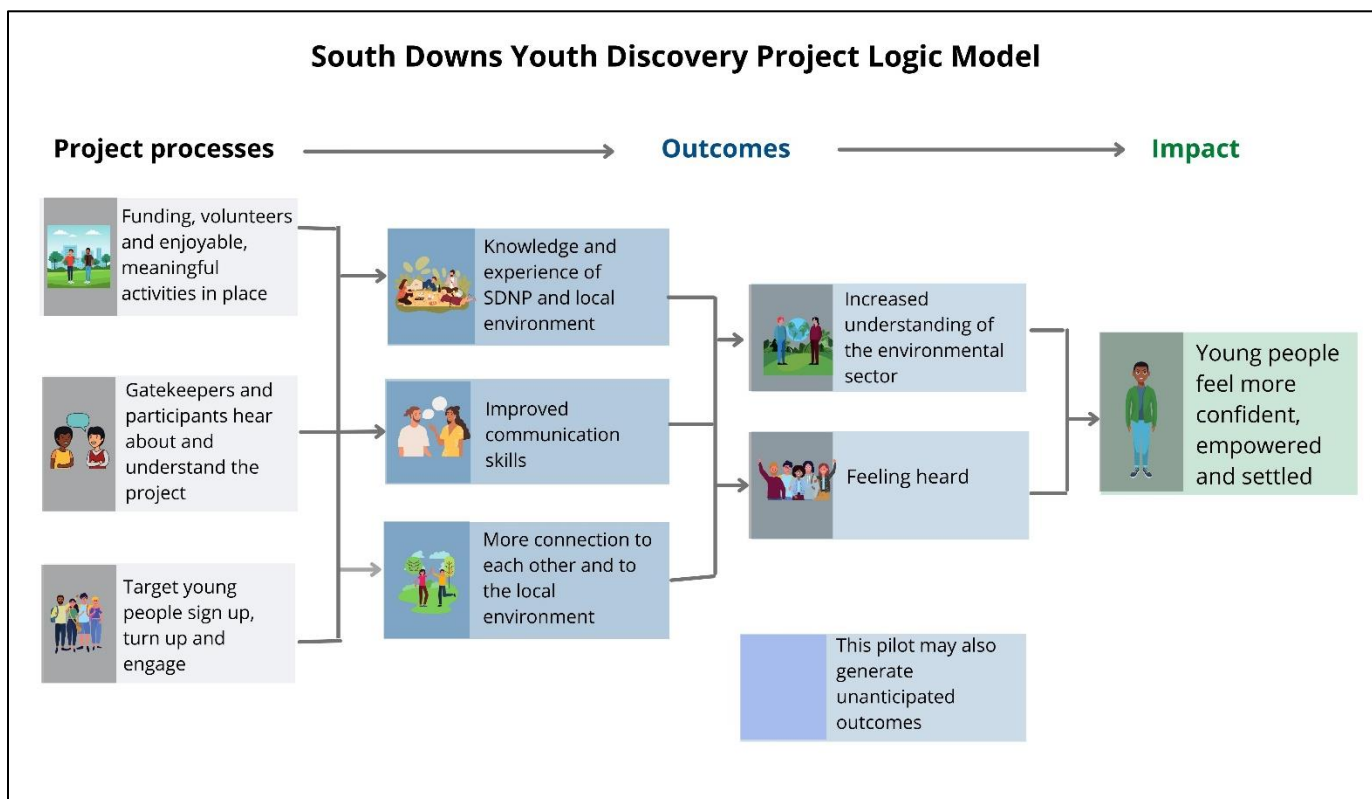 South Downs Youth Discovery Project Logic Model
Project processes
Outcomes
Impact
Funding, volunteers
and enjoyable,
meaningful
activities in place
Gatekeepers and
participants hear
about and
understand the
project
Target young
people sign up,
turn up and
engage
Knowledge and
experience of
SDNP and local
environment
Improved
communication
skills
More connection to
each other and to
the local
environment
Increased
understanding of
the environmental
sector
Feeling heard
This pilot may also
generate
unanticipated
outcomes
Young people
feel more
confident,
empowered
and settled